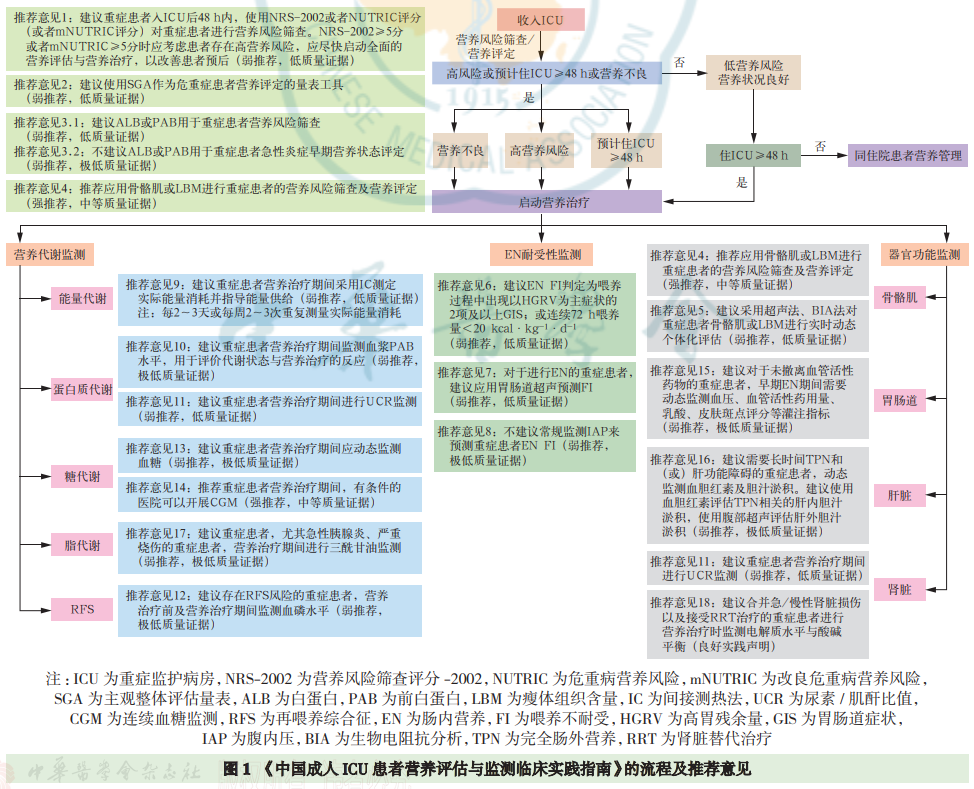 推荐意见1：建议重症患者入ICU后48 h内，使用NRS-2002或者NUTRIC评分
（或者mNUTRIC评分）对重症患者进行营养风险筛查。NRS-2002≥5分
或者mNUTRIC≥5分时应考虑患者存在高营养风险，应尽快启动全面的
营养评估与营养治疗，以改善患者预后（弱推荐，低质量证据）
推荐意见2：建议使用SGA作为危重症患者营养评定的量表工具
（弱推荐，低质量证据）
推荐意见3.1：建议ALB或PAB用于重症患者营养风险筛查
（弱推荐，低质量证据）
推荐意见3.2：不建议ALB或PAB用于重症患者急性炎症早期营养状态评定
（弱推荐，极低质量证据）
推荐意见4：推荐应用骨骼肌或LBM进行重症患者的营养风险筛查及营养评定
（强推荐，中等质量证据）
收入ICU
营养风险筛查/
营养评定
高风险或预计住ICU≥48 h或营养不良
否
低营养风险
营养状况良好
是
营养不良
高营养风险
预计住ICU
≥48 h
住ICU≥48 h
否
同住院患者营养管理
是
启动营养治疗
1915
CHINESE MEDICAL ASSOCIATION
营养代谢监测
能量代谢
推荐意见9：建议重症患者营养治疗期间采用IC测定
实际能量消耗并指导能量供给（弱推荐，低质量证据）
注：每2~3天或每周2~3次重复测量实际能量消耗
蛋白质代谢
推荐意见10：建议重症患者营养治疗期间监测血浆PAB
水平，用于评价代谢状态与营养治疗的反应（弱推荐，
极低质量证据）
推荐意见11：建议重症患者营养治疗期间进行UCR监测
（弱推荐，低质量证据）
糖代谢
推荐意见13：建议重症患者营养治疗期间应动态监测
血糖（弱推荐，极低质量证据）
推荐意见14：推荐重症患者营养治疗期间，有条件的
医院可以开展CGM（强推荐，中等质量证据）
脂代谢
推荐意见17：建议重症患者，尤其急性胰腺炎、严重
烧伤的重症患者，营养治疗期间进行三酰甘油监测
（弱推荐，极低质量证据）
RFS
推荐意见12：建议存在RFS风险的重症患者，营养
治疗前及营养治疗期间监测血磷水平（弱推荐，
极低质量证据）
EN耐受性监测
推荐意见6：建议EN FI判定为喂养
过程中出现以HGRV为主症状的
2项及以上GIS；或连续72 h喂养
量<20 kcal·kg⁻¹·d⁻¹
（弱推荐，低质量证据）
推荐意见7：对于进行EN的重症患者，
建议应用胃肠道超声预测FI
（弱推荐，低质量证据）
推荐意见8：不建议常规监测IAP来
预测重症患者EN FI（弱推荐，
极低质量证据）
器官功能监测
推荐意见4：推荐应用骨骼肌或LBM进行
重症患者的营养风险筛查及营养评定
（强推荐，中等质量证据）
骨骼肌
推荐意见5：建议采用超声法、BIA法对
重症患者骨骼肌或LBM进行实时动态
个体化评估（弱推荐，低质量证据）
推荐意见15：建议对于未撤离血管活性
药物的重症患者，早期EN期间需要
动态监测血压、血管活性药用量、
乳酸、皮肤斑点评分等灌注指标
（弱推荐，极低质量证据）
胃肠道
推荐意见16：建议需要长时间TPN和
（或）肝功能障碍的重症患者，动态
监测血胆红素及胆汁淤积。建议使用
血胆红素评估TPN相关的肝内胆汁
淤积，使用腹部超声评估肝外胆汁
淤积（弱推荐，极低质量证据）
肝脏
推荐意见11：建议重症患者营养治疗期间
进行UCR监测（弱推荐，低质量证据）
肾脏
推荐意见18：建议合并急/慢性肾脏损伤
以及接受RRT治疗的重症患者进行
营养治疗时监测电解质水平与酸碱
平衡（良好实践声明）
注：ICU 为重症监护病房，NRS-2002 为营养风险筛查评分 -2002，NUTRIC 为危重病营养风险，mNUTRIC 为改良危重病营养风险，
SGA 为主观整体评估量表，ALB 为白蛋白，PAB 为前白蛋白，LBM 为瘦体组织含量，IC 为间接测热法，UCR 为尿素 / 肌酐比值，
CGM 为连续血糖监测，RFS 为再喂养综合征，EN 为肠内营养，FI 为喂养不耐受，HGRV 为高胃残余量，GIS 为胃肠道症状，
IAP 为腹内压，BIA 为生物电阻抗分析，TPN 为完全肠外营养，RRT 为肾脏替代治疗
图 1 《中国成人 ICU 患者营养评估与监测临床实践指南》的流程及推荐意见
中华医学会杂志社